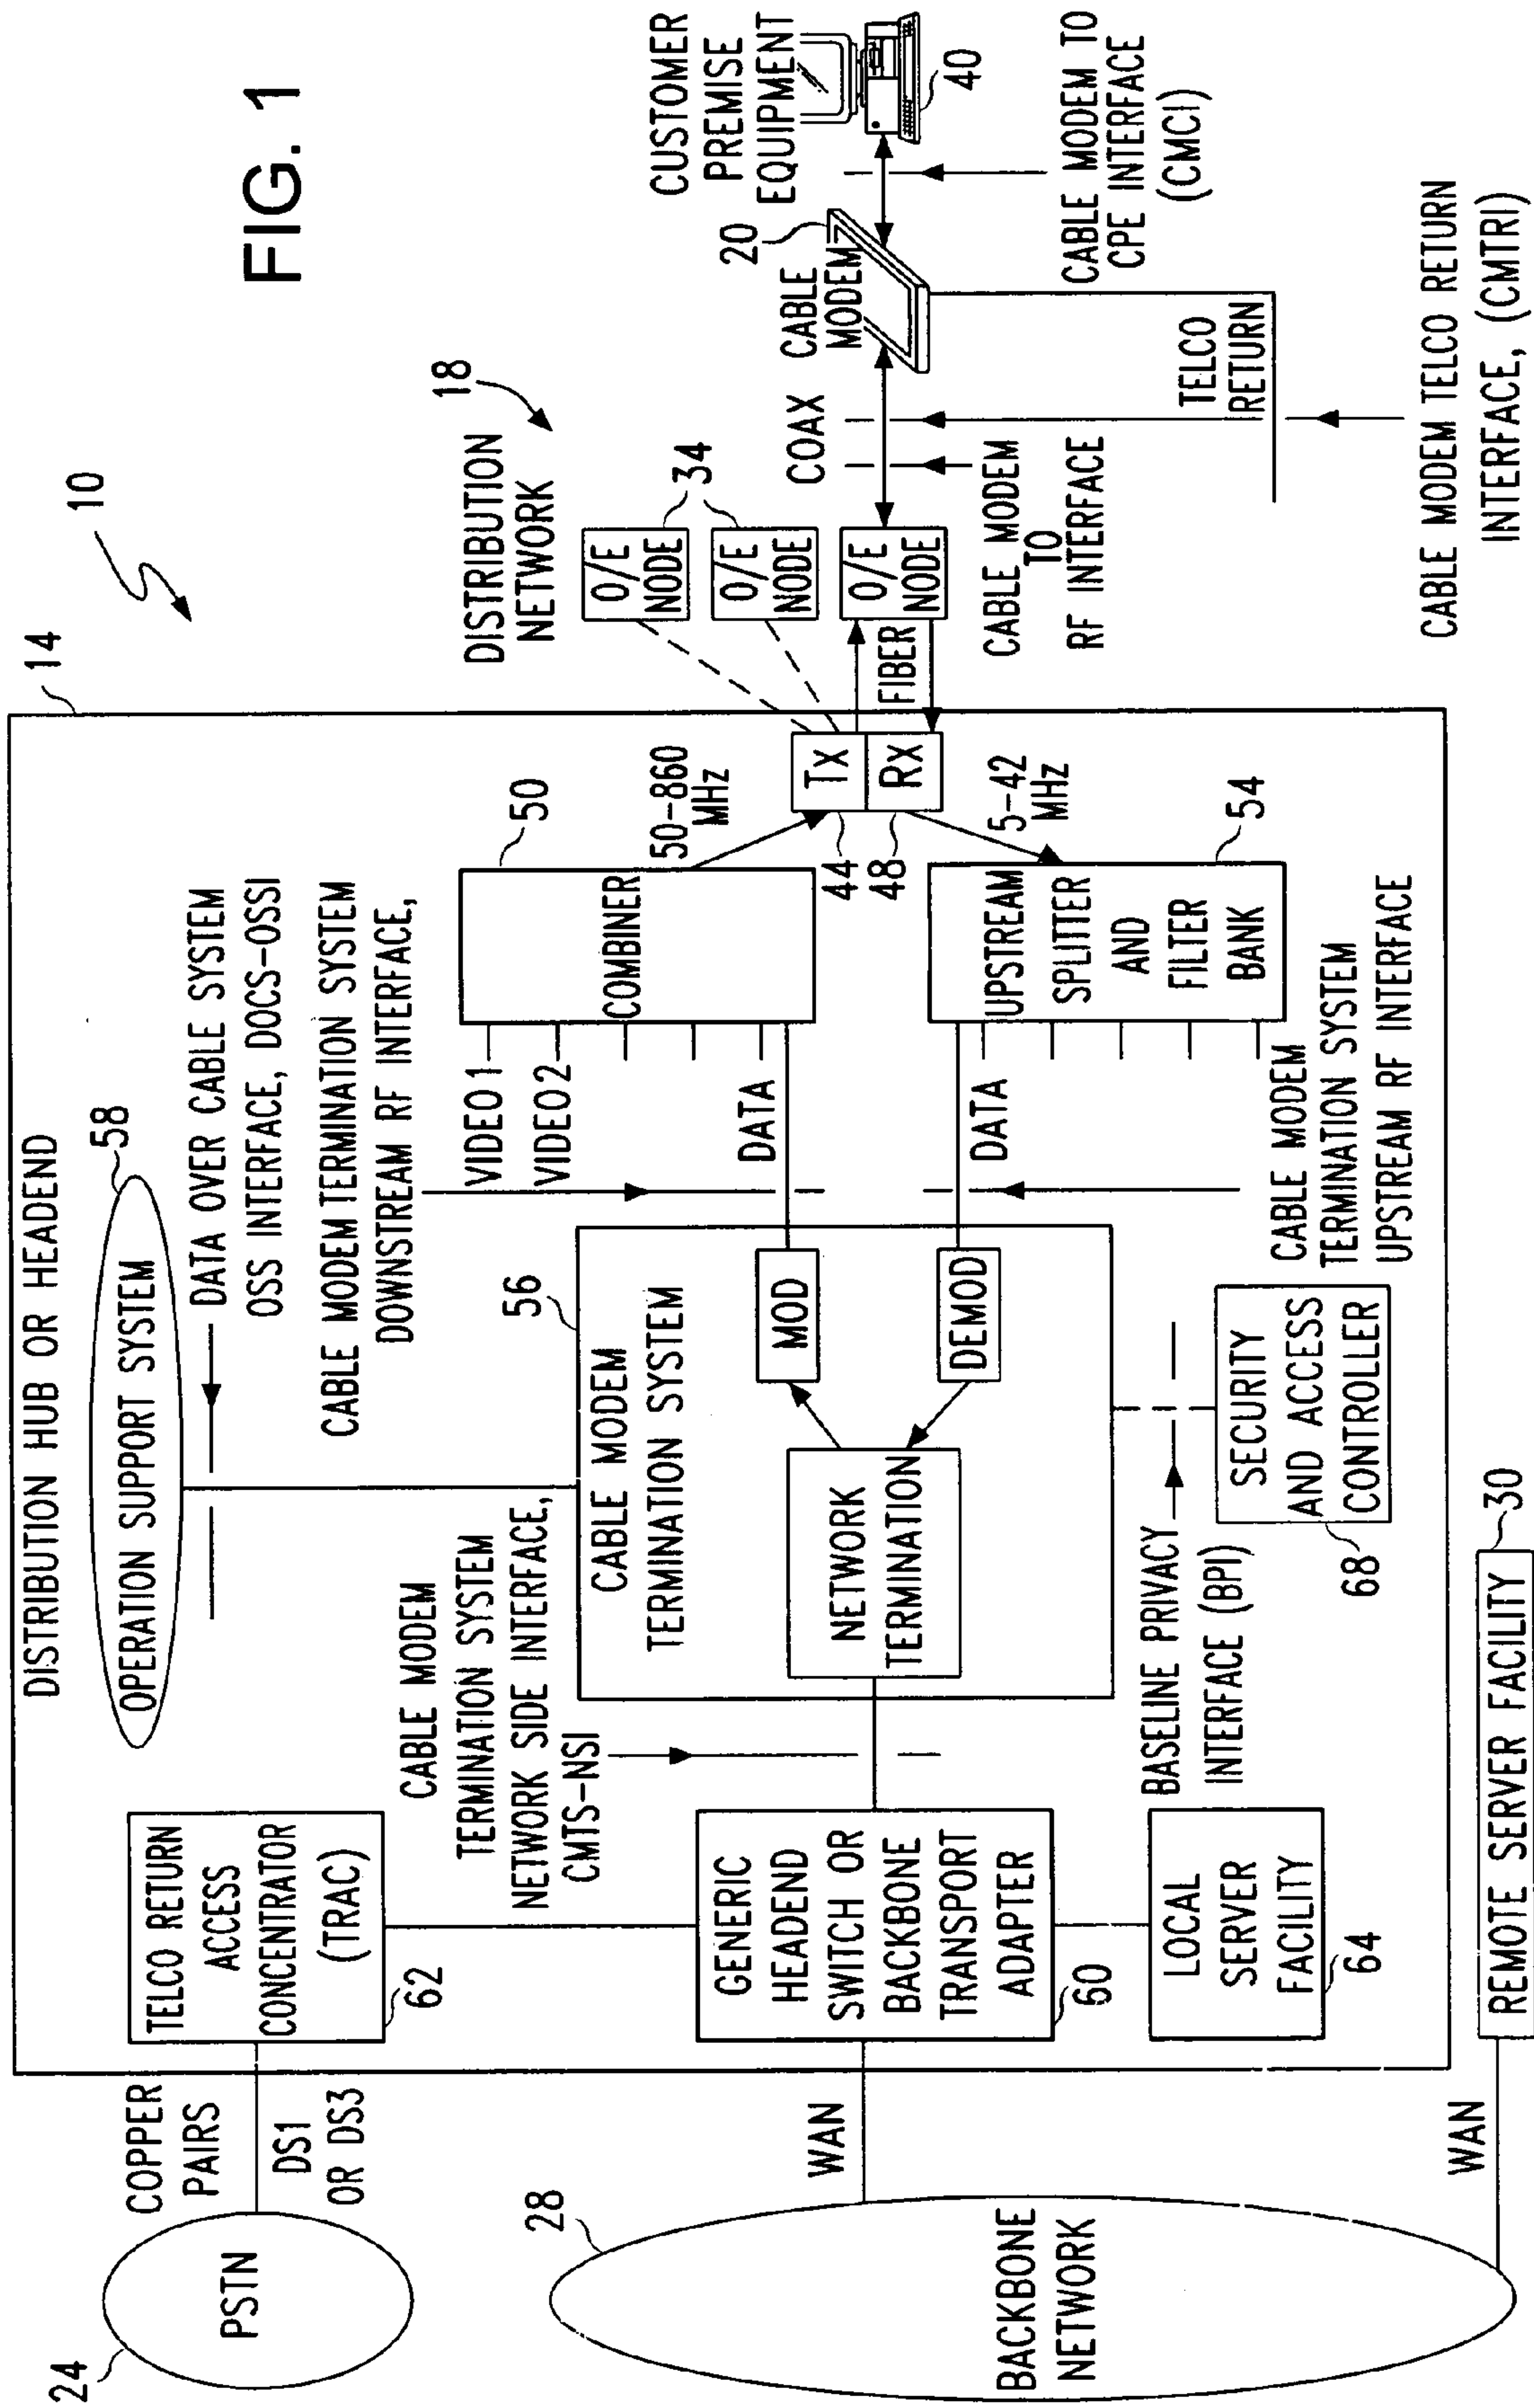 FIG. 1
10
14
DISTRIBUTION HUB OR HEADEND
58
OPERATION SUPPORT SYSTEM
DATA OVER CABLE SYSTEM
OSS INTERFACE, DOCS-OSSI
CABLE MODEM TERMINATION SYSTEM
DOWNSTREAM RF INTERFACE,
24
PSTN
COPPER
PAIRS
DS1
OR DS3
TELCO RETURN
ACCESS
CONCENTRATOR
(TRAC)
62
CABLE MODEM
TERMINATION SYSTEM
NETWORK SIDE INTERFACE,
CMTS-NSI
56
CABLE MODEM
TERMINATION SYSTEM
MOD
DEMOD
NETWORK
TERMINATION
VIDEO 1
VIDEO 2
DATA
DATA
50
COMBINER
50-860
MHz
Tx
Rx
44
48
5-42
MHz
54
UPSTREAM
SPLITTER
AND
FILTER
BANK
CABLE MODEM
TERMINATION SYSTEM
UPSTREAM RF INTERFACE
DISTRIBUTION
NETWORK
18
O/E
NODE
O/E
NODE
34
O/E
NODE
FIBER
COAX
CABLE MODEM
TO
RF INTERFACE
CABLE
MODEM
20
CUSTOMER
PREMISE
EQUIPMENT
40
CABLE MODEM TO
CPE INTERFACE
(CMCI)
TELCO
RETURN
CABLE MODEM TELCO RETURN
INTERFACE, (CMTRI)
28
BACKBONE
NETWORK
WAN
GENERIC
HEADEND
SWITCH OR
BACKBONE
TRANSPORT
ADAPTER
60
LOCAL
SERVER
FACILITY
64
BASELINE PRIVACY
INTERFACE (BPI)
SECURITY
AND ACCESS
CONTROLLER
68
WAN
REMOTE SERVER FACILITY
30